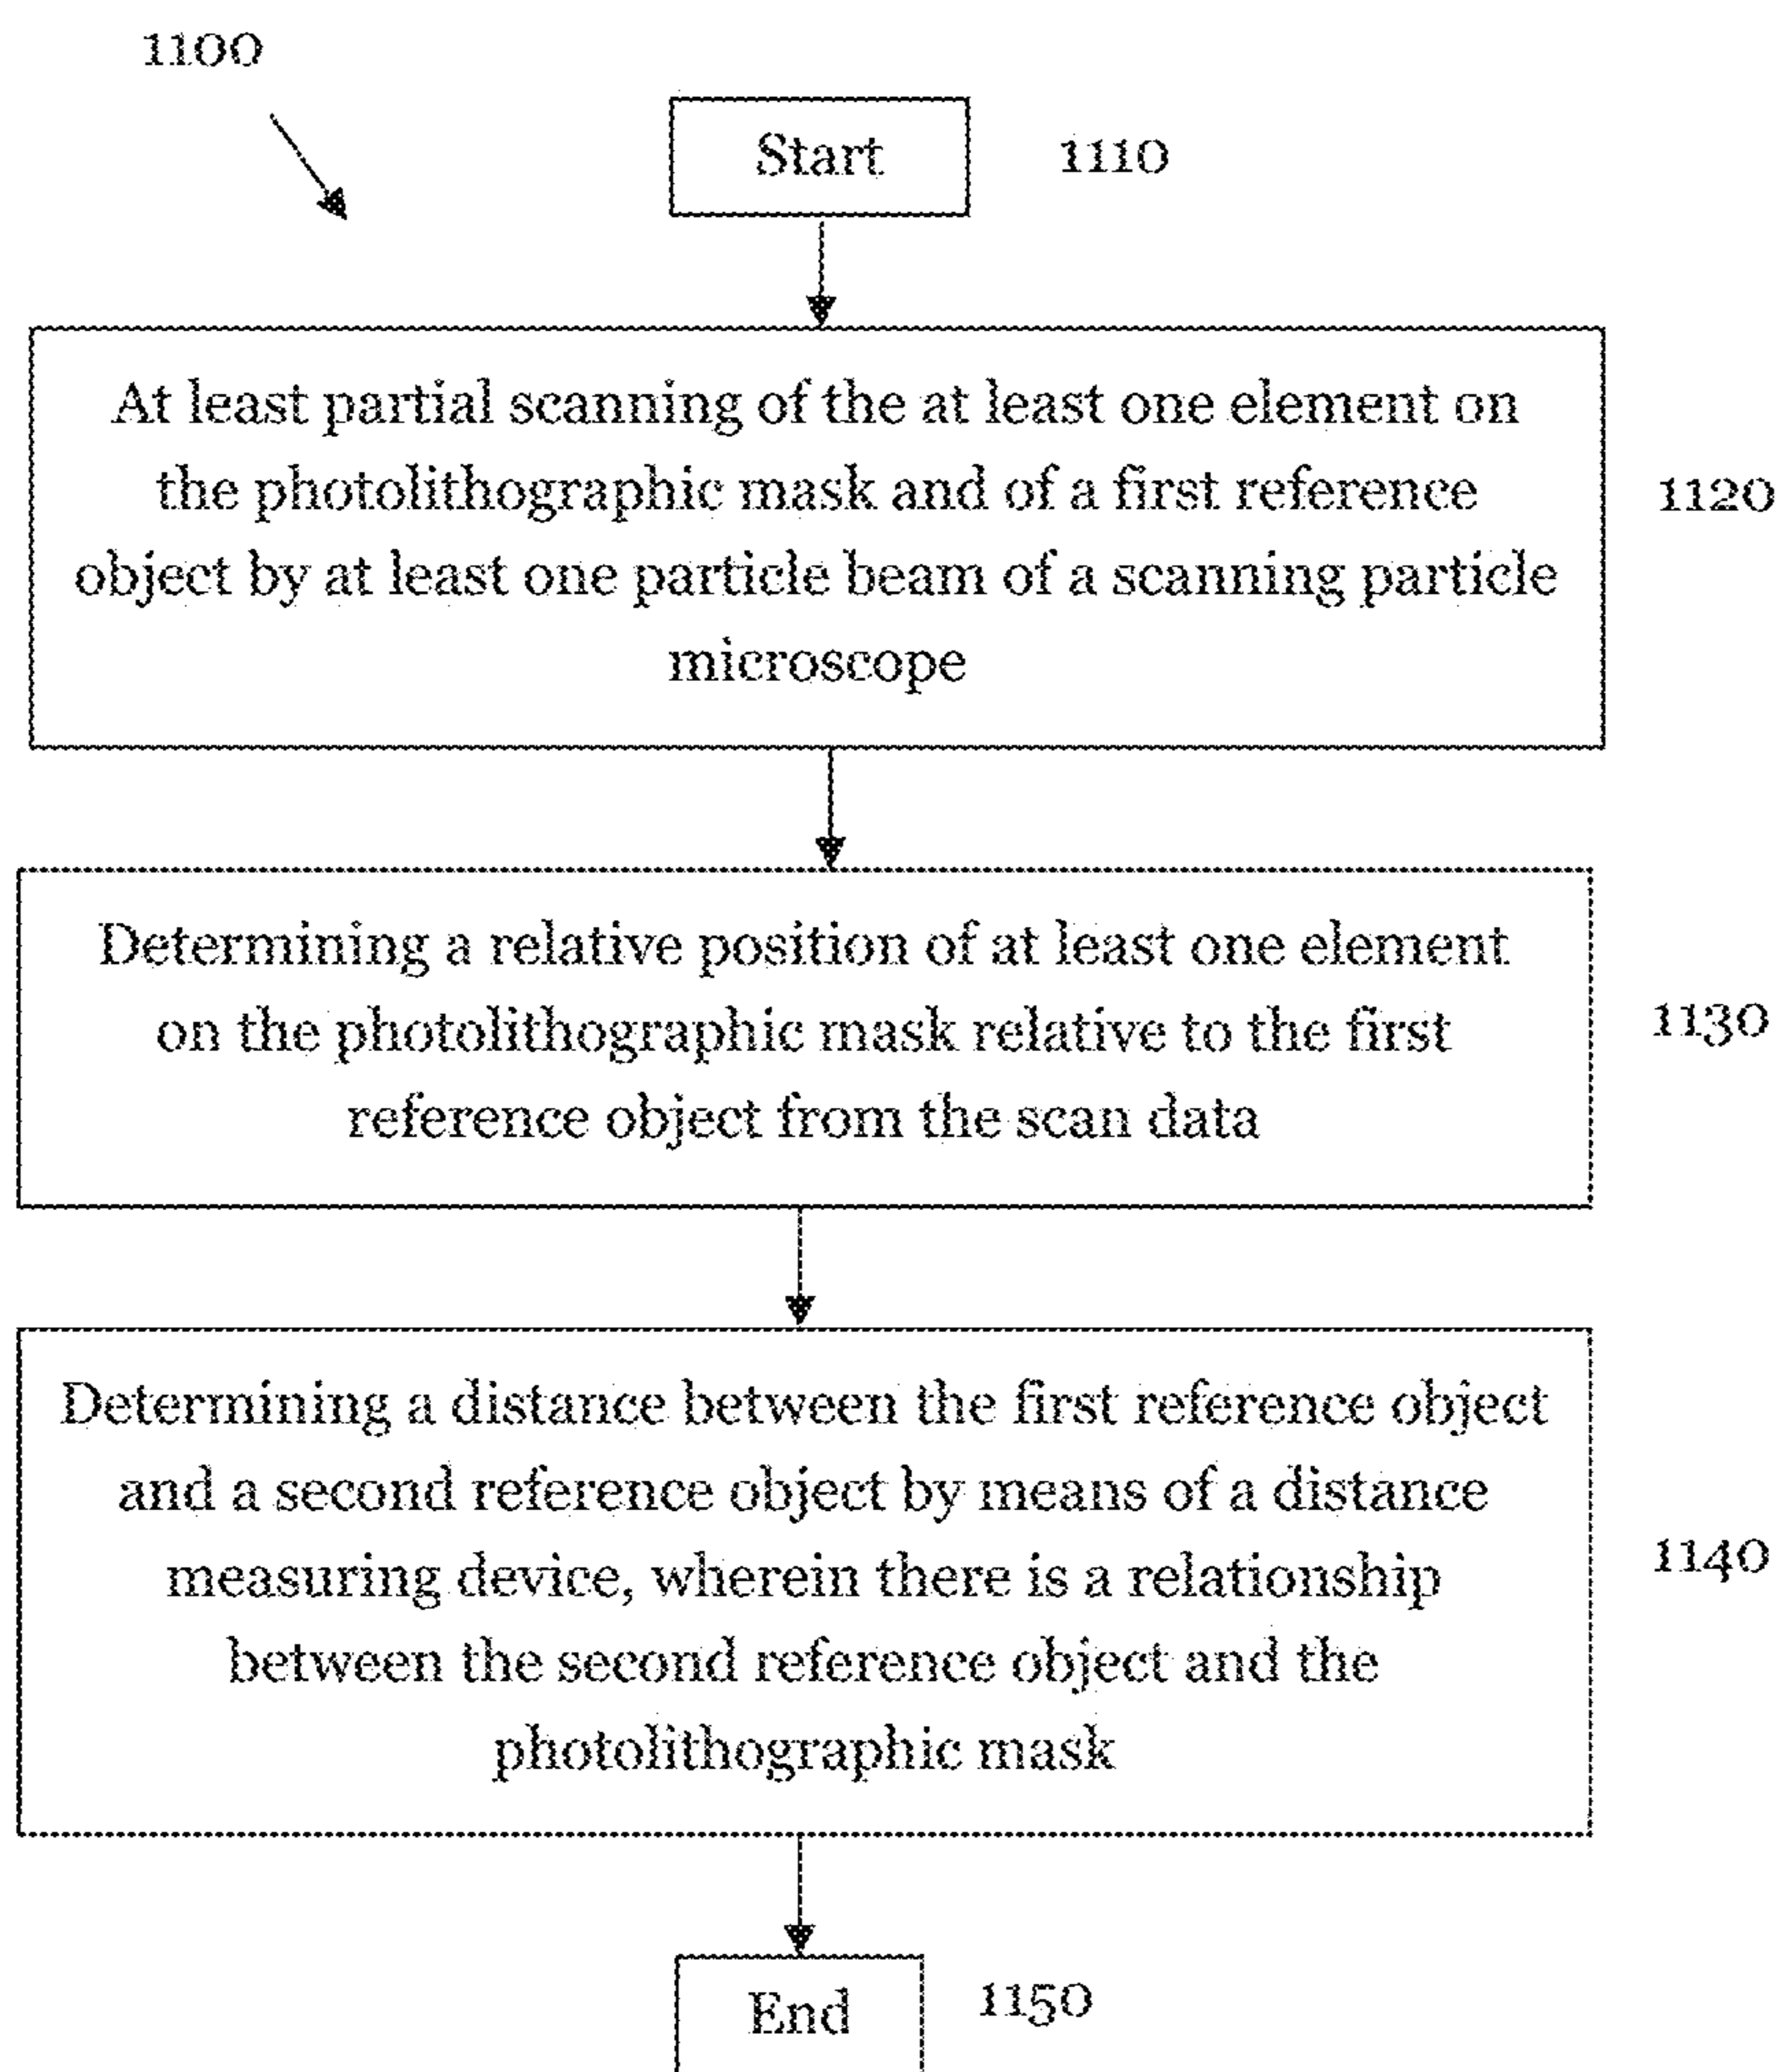 1100
Start
1110
At least partial scanning of the at least one element on
the photolithographic mask and of a first reference
object by at least one particle beam of a scanning particle
microscope
1120
Determining a relative position of at least one element
on the photolithographic mask relative to the first
reference object from the scan data
1130
Determining a distance between the first reference object
and a second reference object by means of a distance
measuring device, wherein there is a relationship
between the second reference object and the
photolithographic mask
1140
End
1150